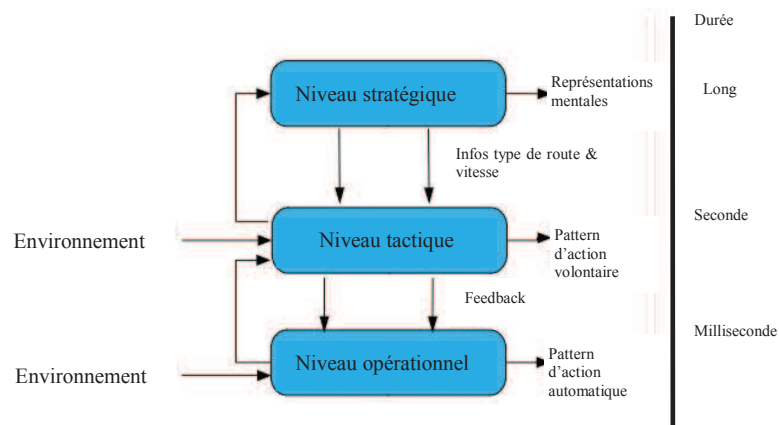 Durée
Niveau stratégique
Représentations
mentales
Long
Infos type de route &
vitesse
Environnement
Niveau tactique
Pattern
d'action
volontaire
Seconde
Feedback
Environnement
Niveau opérationnel
Pattern
d'action
automatique
Milliseconde